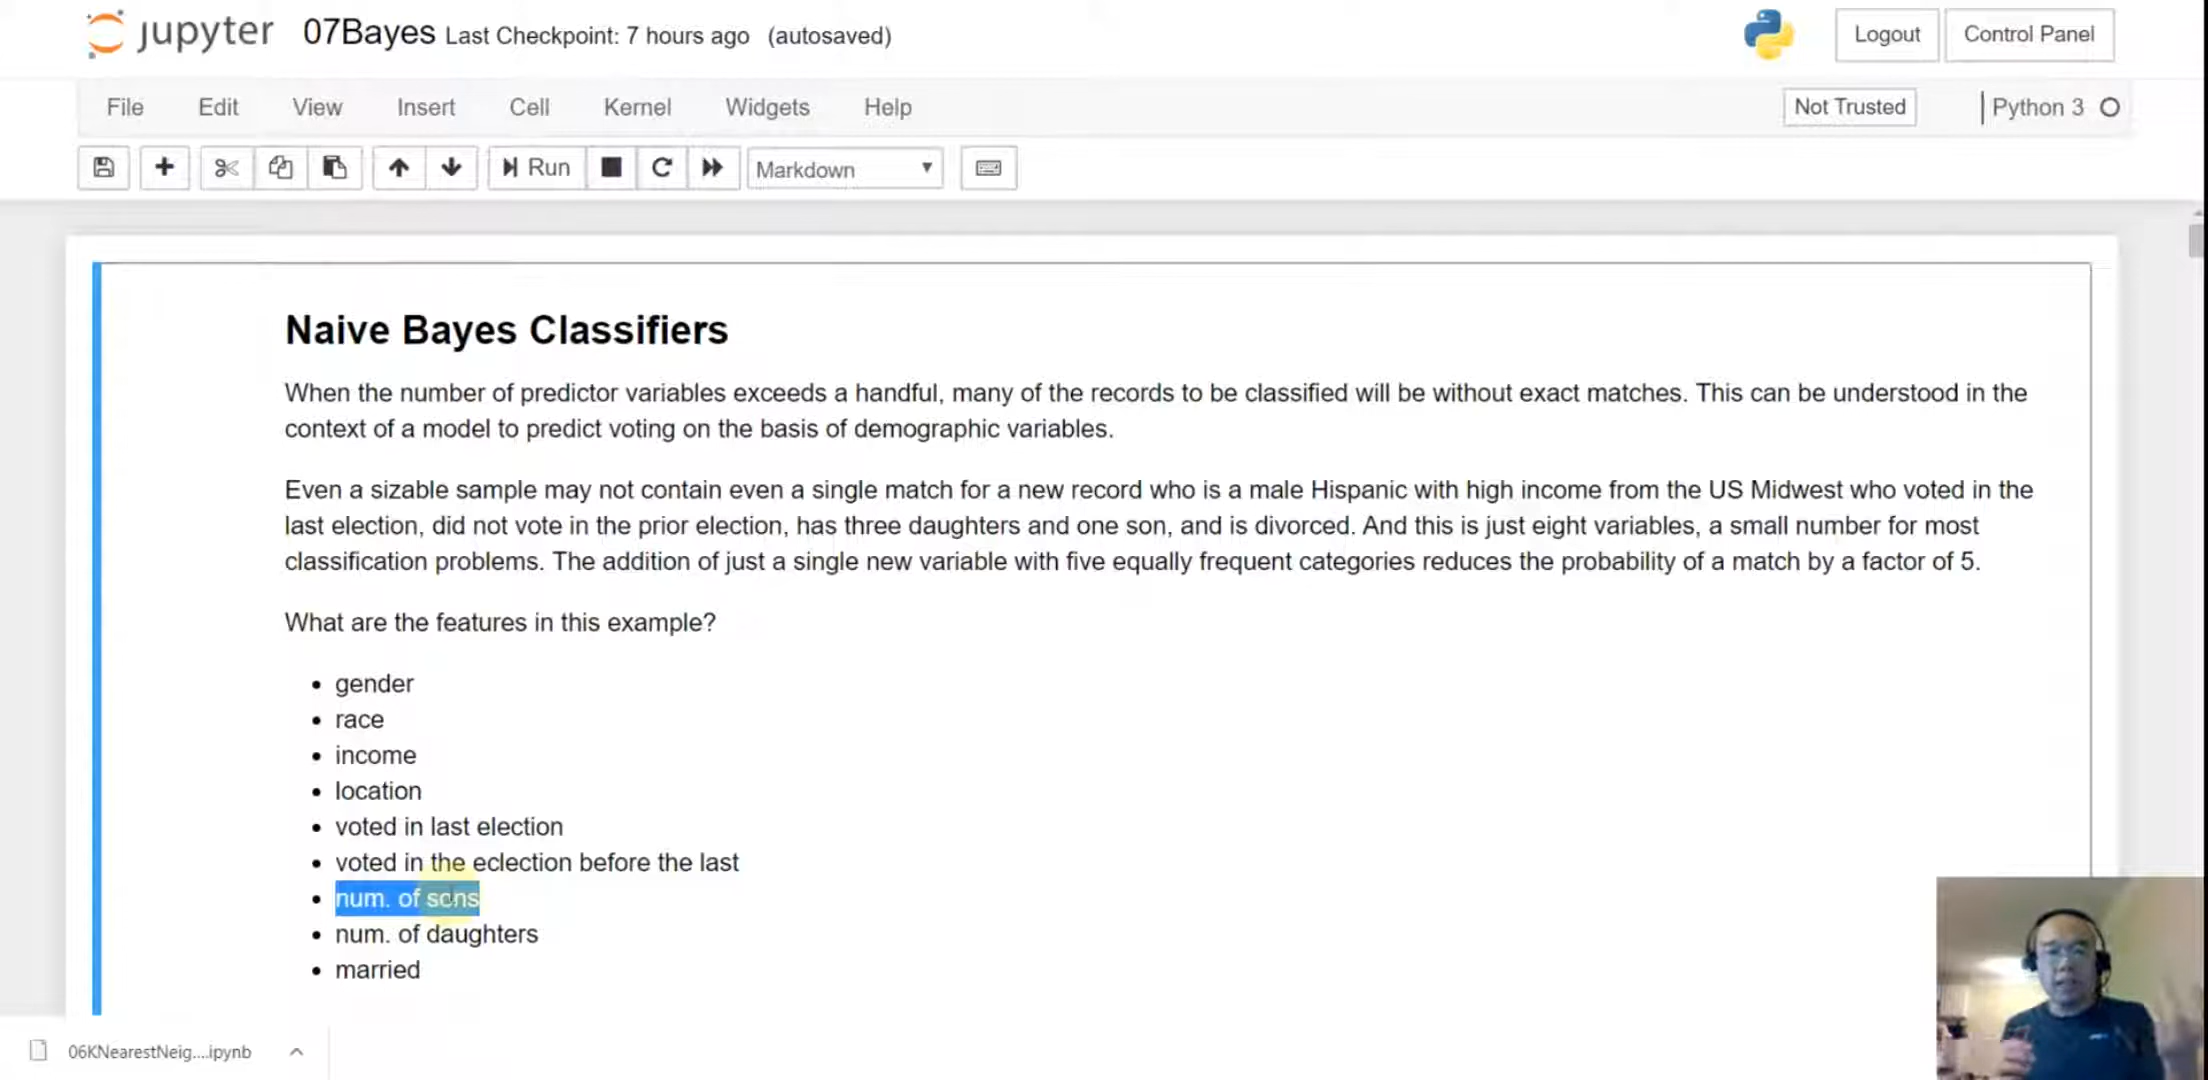 jupyter 07Bayes Last Checkpoint: 7 hours ago (autosaved) Logout Control Panel
File Edit View Insert Cell Kernel Widgets Help Not Trusted Python 3
Run Markdown
Naive Bayes Classifiers
When the number of predictor variables exceeds a handful, many of the records to be classified will be without exact matches. This can be understood in the
context of a model to predict voting on the basis of demographic variables.
Even a sizable sample may not contain even a single match for a new record who is a male Hispanic with high income from the US Midwest who voted in the
last election, did not vote in the prior election, has three daughters and one son, and is divorced. And this is just eight variables, a small number for most
classification problems. The addition of just a single new variable with five equally frequent categories reduces the probability of a match by a factor of 5.
What are the features in this example?
• gender
• race
• income
• location
• voted in last election
• voted in the eclection before the last
• num. of sons
• num. of daughters
• married
06KNearestNeig....ipynb